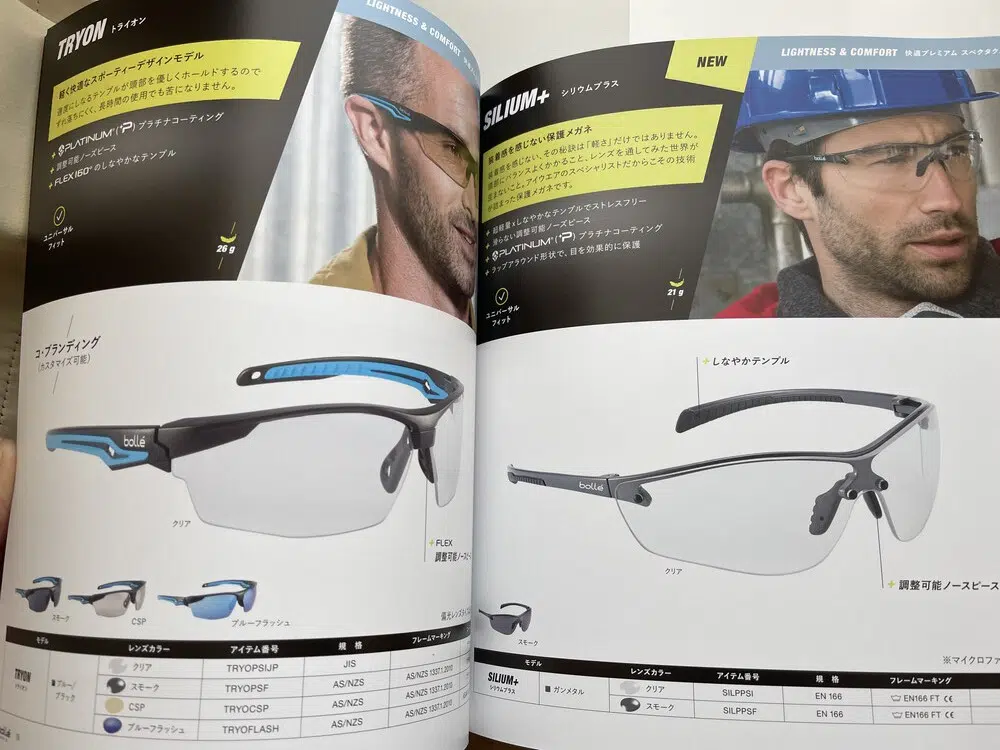 TRYON トライオン
軽く快適なスポーティーデザインモデル
適度にしなるテンプルが頭部を優しくホールドするので
ずれ落ちにくく、長時間の使用でも苦になりません。
+ PLATINUM® プラチナコーティング
+ 調整可能ノーズピース
+ FLEX 160° のしなやかなテンプル
ユニバーサル
フィット
26 g
LIGHTNESS & COMFORT
コ・ブランディング
(カスタマイズ可能)
bollé
クリア
+ FLEX
調整可能ノーズピー
スモーク
CSP
ブルーフラッシュ
モデル レンズカラー アイテム番号 規 格 フレームマーキング
TRYON
トライオン
ブルー/
ブラック
クリア TRYOPSIJP JIS -
スモーク TRYOPSF AS/NZS AS/NZS 1337.1:2010
CSP TRYOCSP AS/NZS AS/NZS 1337.1:2010
ブルーフラッシュ TRYOFLASH AS/NZS AS/NZS 1337.1:2010
NEW
LIGHTNESS & COMFORT 快適プレミアム スペクタク
SILIUM+ シリウムプラス
装着感を感じない保護メガネ
装着感を感じない、その秘訣は「軽さ」だけではありません。
頭部にバランスよくかかること、レンズを通してみた世界が
歪まないこと。アイウエアのスペシャリストだからこその技術
が詰まった保護メガネです。
+ 超軽量×しなやかなテンプルでストレスフリー
+ 滑らない調整可能ノーズピース
+ PLATINUM® プラチナコーティング
+ ラップアラウンド形状で、目を効果的に保護
ユニバーサル
フィット
21 g
bollé
+ しなやかテンプル
bollé
クリア
+ 調整可能ノーズピース
スモーク
※マイクロファ
モデル レンズカラー アイテム番号 規 格 フレームマーキング
SILIUM+
シリウムプラス
ガンメタル
クリア SILPPSI EN 166 EN166 FT CE
スモーク SILPPSF EN 166 EN166 FT CE